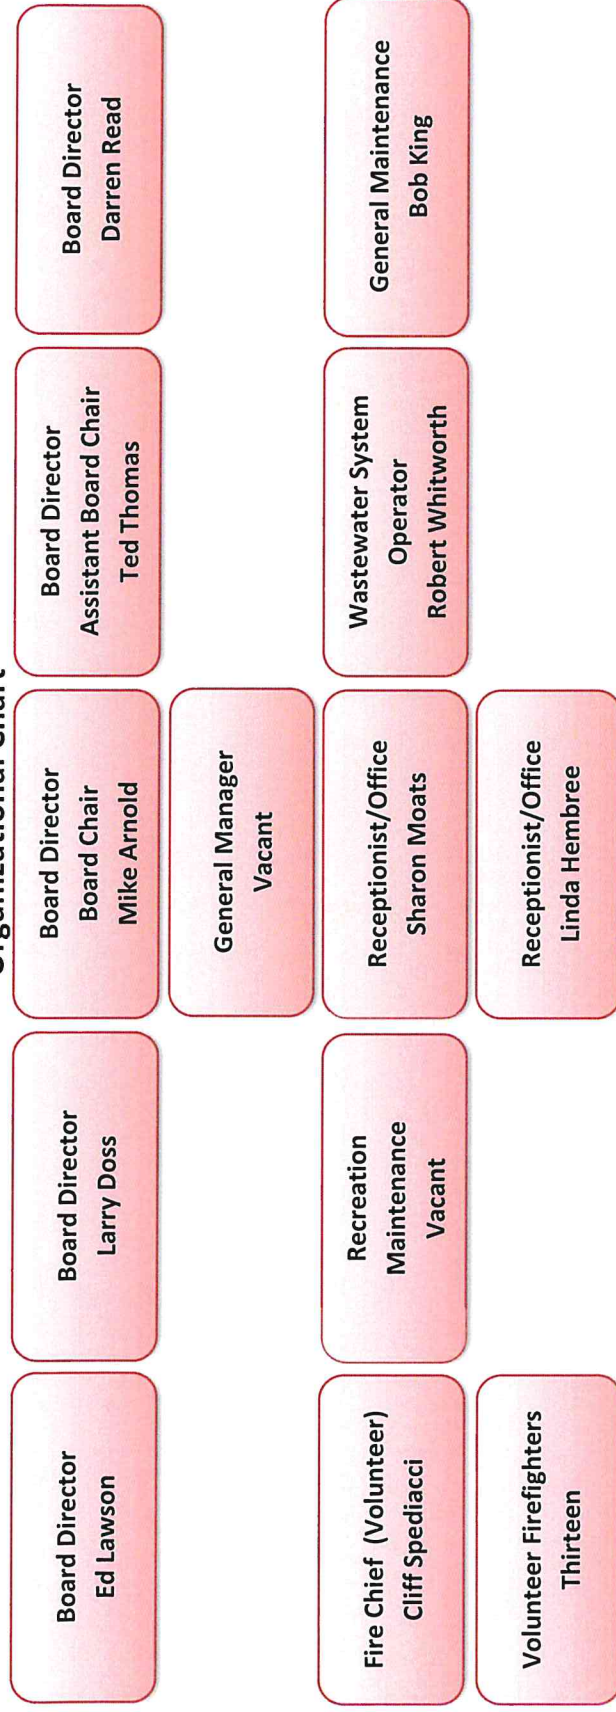 Organizational Chart
Board Director
Ed Lawson
Board Director
Larry Doss
Board Director
Board Chair
Mike Arnold
Board Director
Assistant Board Chair
Ted Thomas
Board Director
Darren Read
General Manager
Vacant
Fire Chief (Volunteer)
Cliff Spediacci
Recreation
Maintenance
Vacant
Receptionist/Office
Sharon Moats
Wastewater System
Operator
Robert Whitworth
General Maintenance
Bob King
Volunteer Firefighters
Thirteen
Receptionist/Office
Linda Hembree